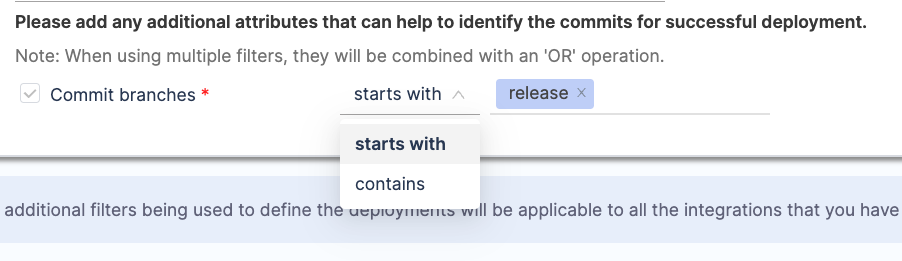 Please add any additional attributes that can help to identify the commits for successful deployment.
Note: When using multiple filters, they will be combined with an 'OR' operation.
Commit branches * starts with release ×
starts with
contains
additional filters being used to define the deployments will be applicable to all the integrations that you have